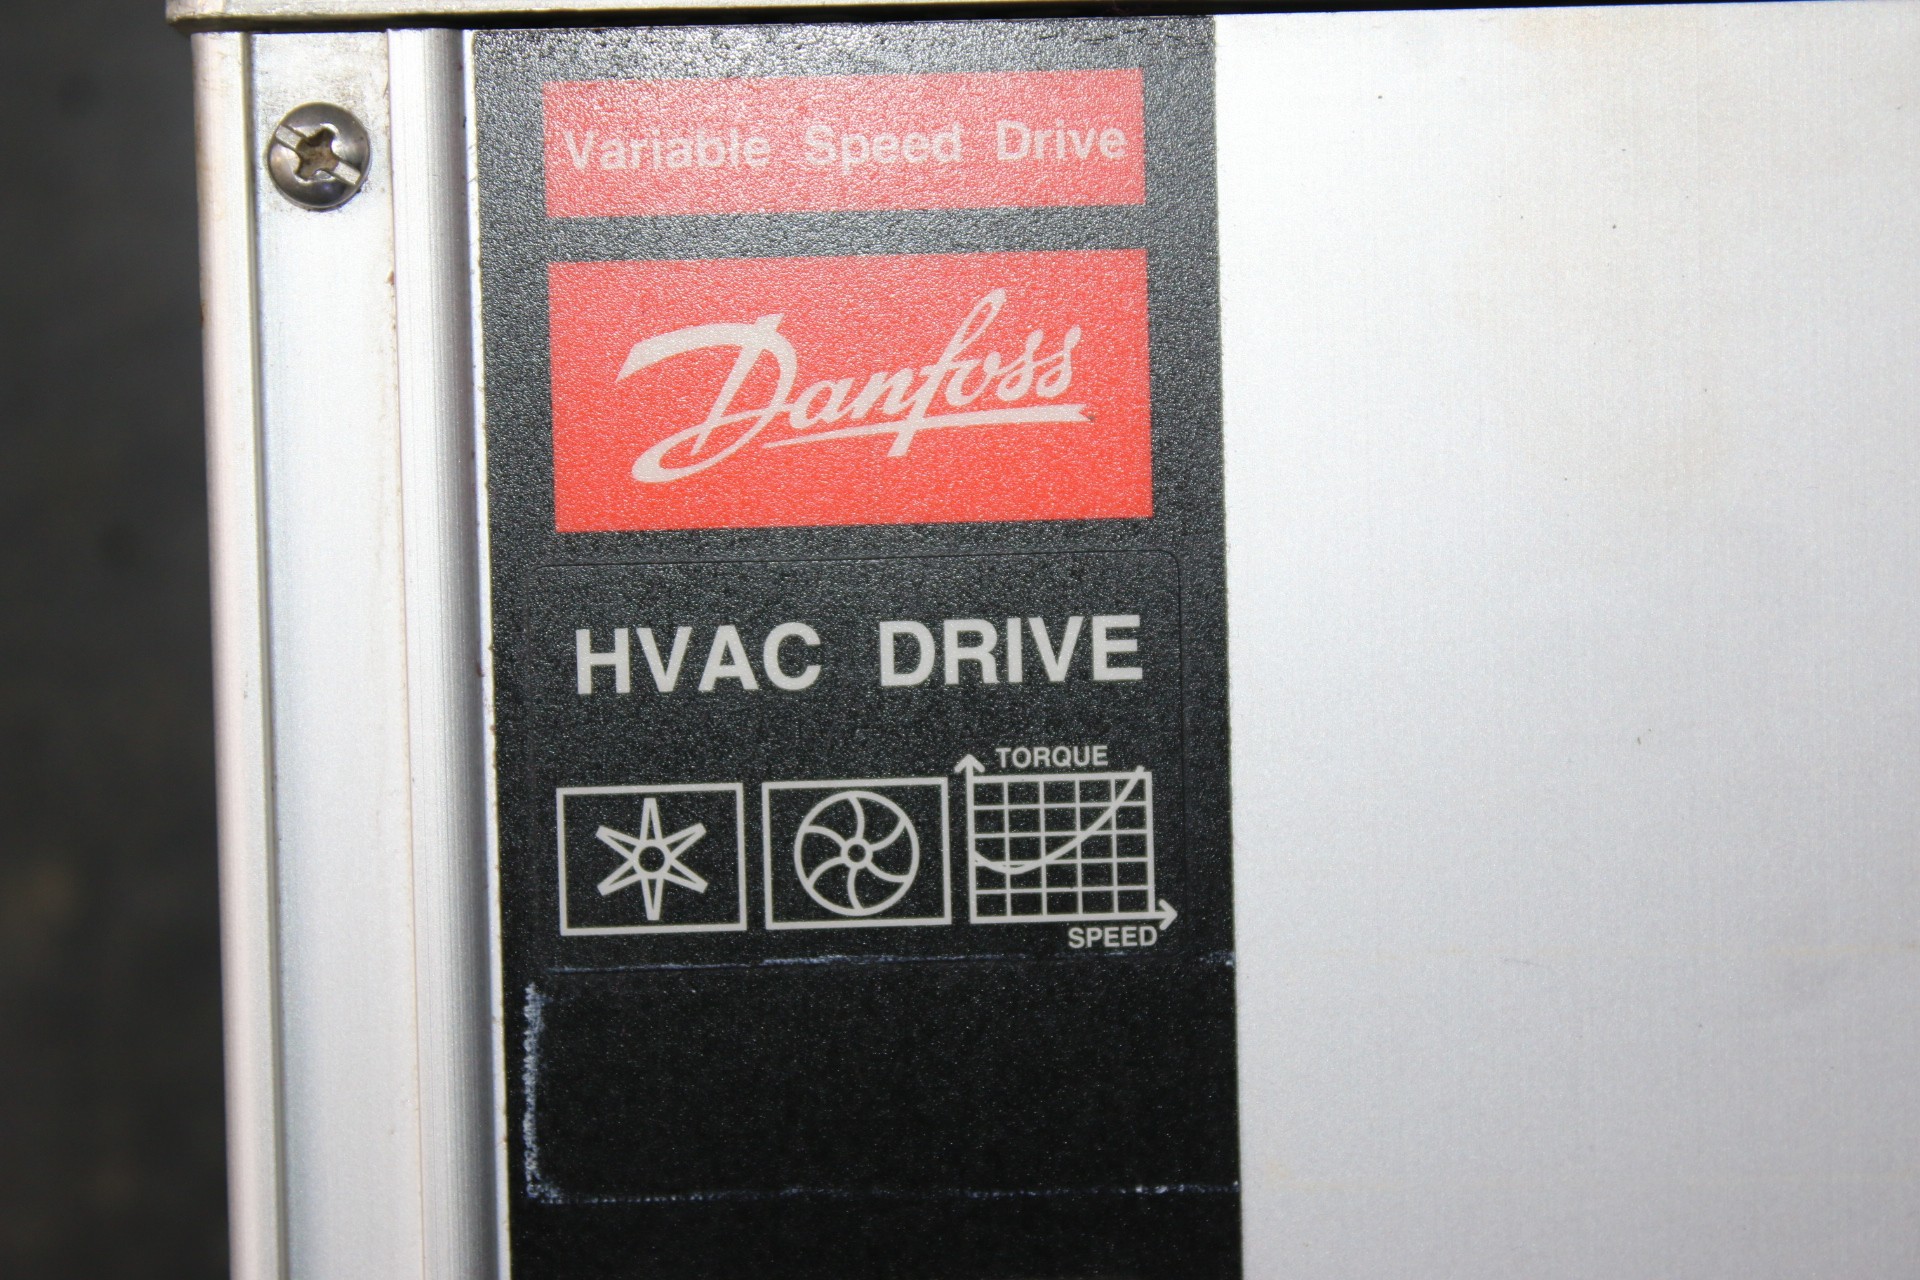 Variable Speed Drive
Danfoss
HVAC DRIVE
TORQUE
SPEED